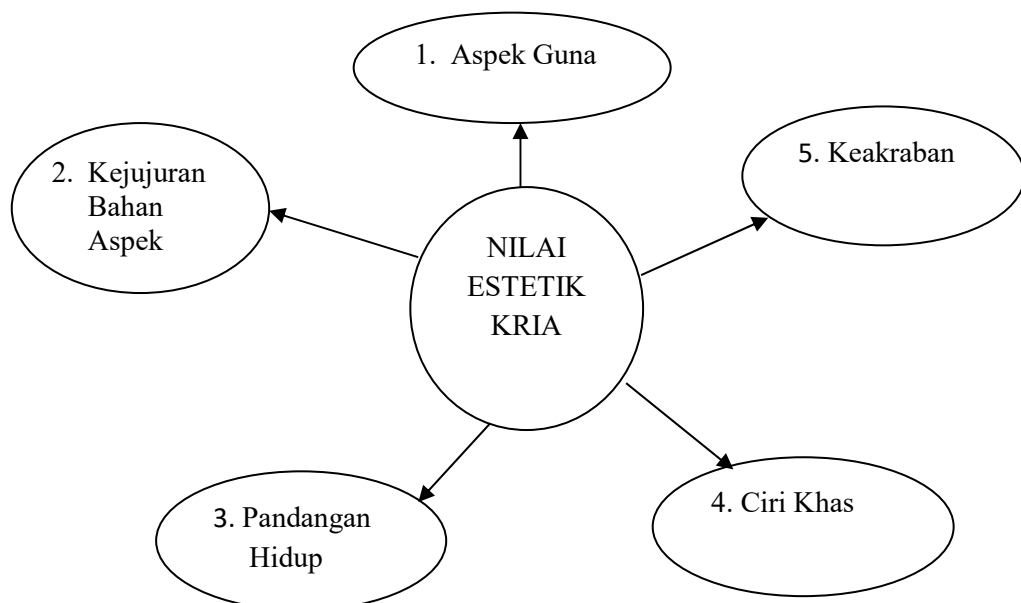 1. Aspek Guna
2. Kejujuran
Bahan
Aspek
3. Pandangan
Hidup
4. Ciri Khas
5. Keakraban
NILAI
ESTETIK
KRIA